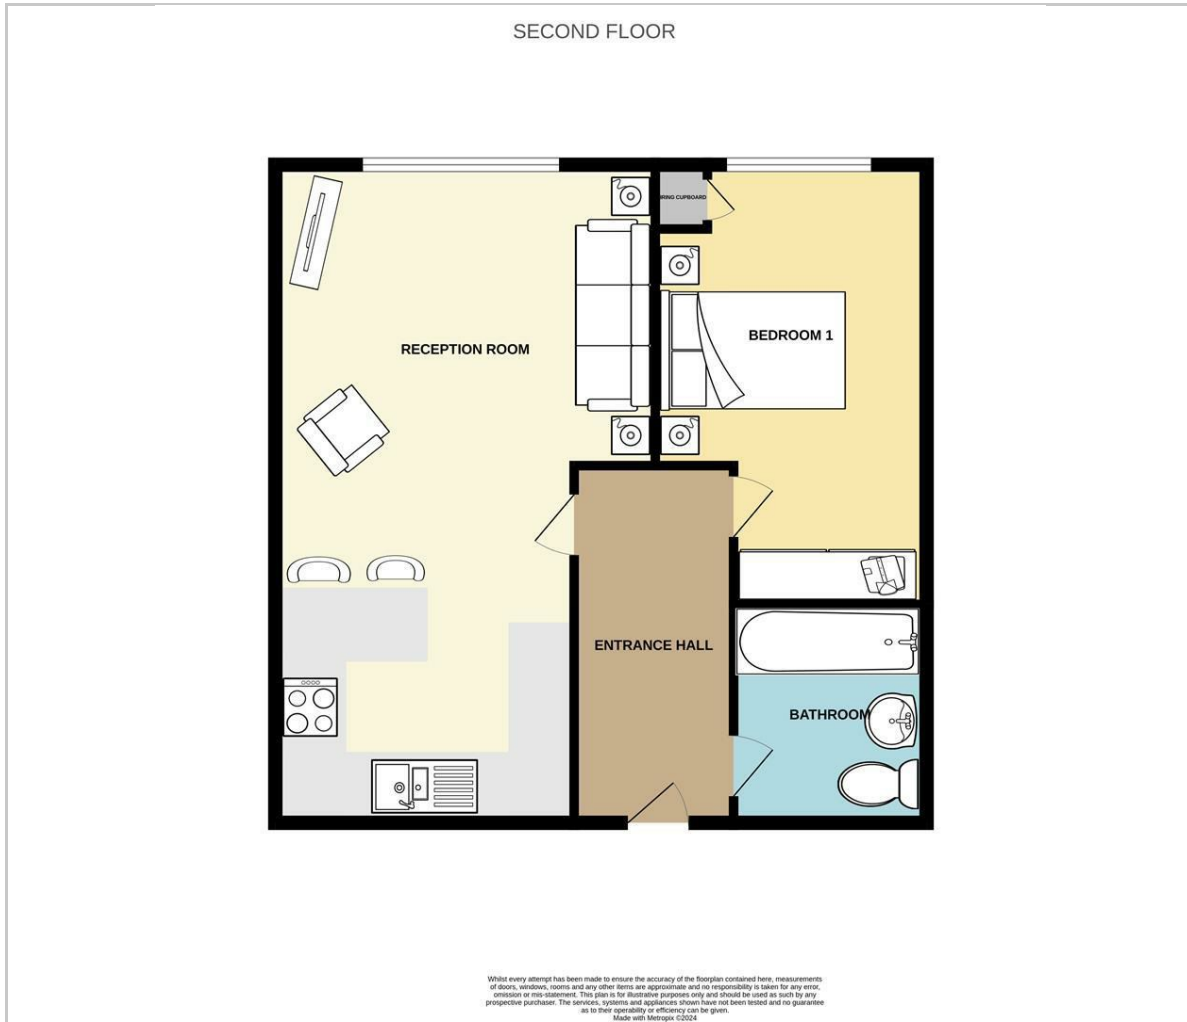 SECOND FLOOR
IRING CUPBOARD
BEDROOM 1
RECEPTION ROOM
ENTRANCE HALL
BATHROOM
Whilst every attempt has been made to ensure the accuracy of the floorplan contained here, measurements
of doors, windows, rooms and any other items are approximate and no responsibility is taken for any error,
omission or mis-statement. This plan is for illustrative purposes only and should be used as such by any
prospective purchaser. The services, systems and appliances shown have not been tested and no guarantee
as to their operability or efficiency can be given.
Made with Metropix ©2024